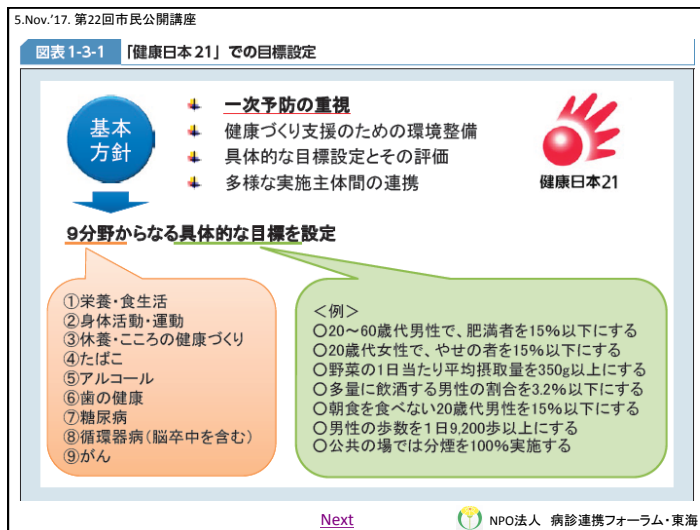 5.Nov.'17. 第22回市民公開講座
図表1-3-1 「健康日本21」での目標設定
基本
方針
一次予防の重視
健康づくり支援のための環境整備
具体的な目標設定とその評価
多様な実施主体間の連携
健康日本21
9分野からなる具体的な目標を設定
①栄養・食生活
②身体活動・運動
③休養・こころの健康づくり
④たばこ
⑤アルコール
⑥歯の健康
⑦糖尿病
⑧循環器病(脳卒中を含む)
⑨がん
<例>
○20~60歳代男性で、肥満者を15%以下にする
○20歳代女性で、やせの者を15%以下にする
○野菜の1日当たり平均摂取量を350g以上にする
○多量に飲酒する男性の割合を3.2%以下にする
○朝食を食べない20歳代男性を15%以下にする
○男性の歩数を1日9,200歩以上にする
○公共の場では分煙を100%実施する
Next
NPO法人 病診連携フォーラム・東海